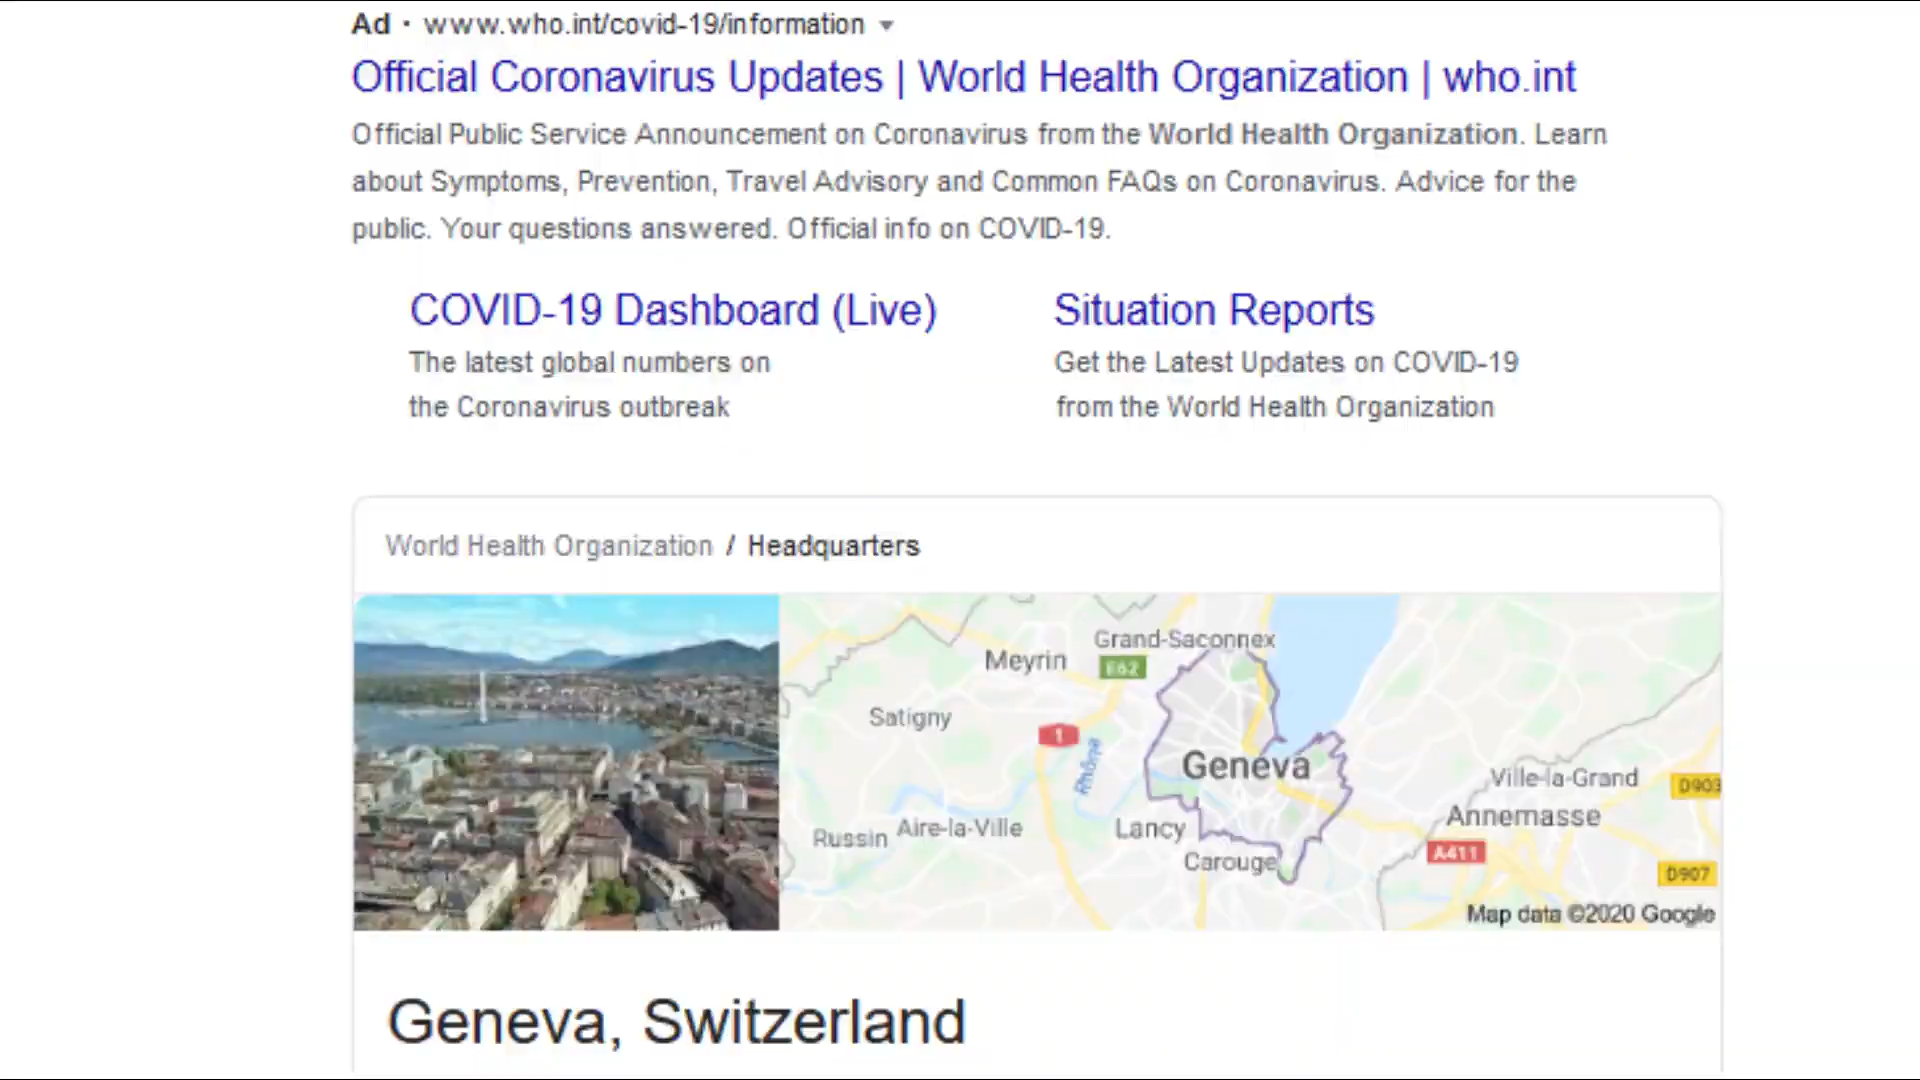 Ad · www.who.int/covid-19/information
Official Coronavirus Updates | World Health Organization | who.int
Official Public Service Announcement on Coronavirus from the World Health Organization. Learn
about Symptoms, Prevention, Travel Advisory and Common FAQs on Coronavirus. Advice for the
public. Your questions answered. Official info on COVID-19.
COVID-19 Dashboard (Live)
The latest global numbers on
the Coronavirus outbreak
Situation Reports
Get the Latest Updates on COVID-19
from the World Health Organization
World Health Organization / Headquarters
Grand-Saconnex
Meyrin
E62
Satigny
1
Rhône
Geneva
Ville-la-Grand
D903
Annemasse
Lancy
Aire-la-Ville
Russin
A411
Carouge
D907
Map data ©2020 Google
Geneva, Switzerland